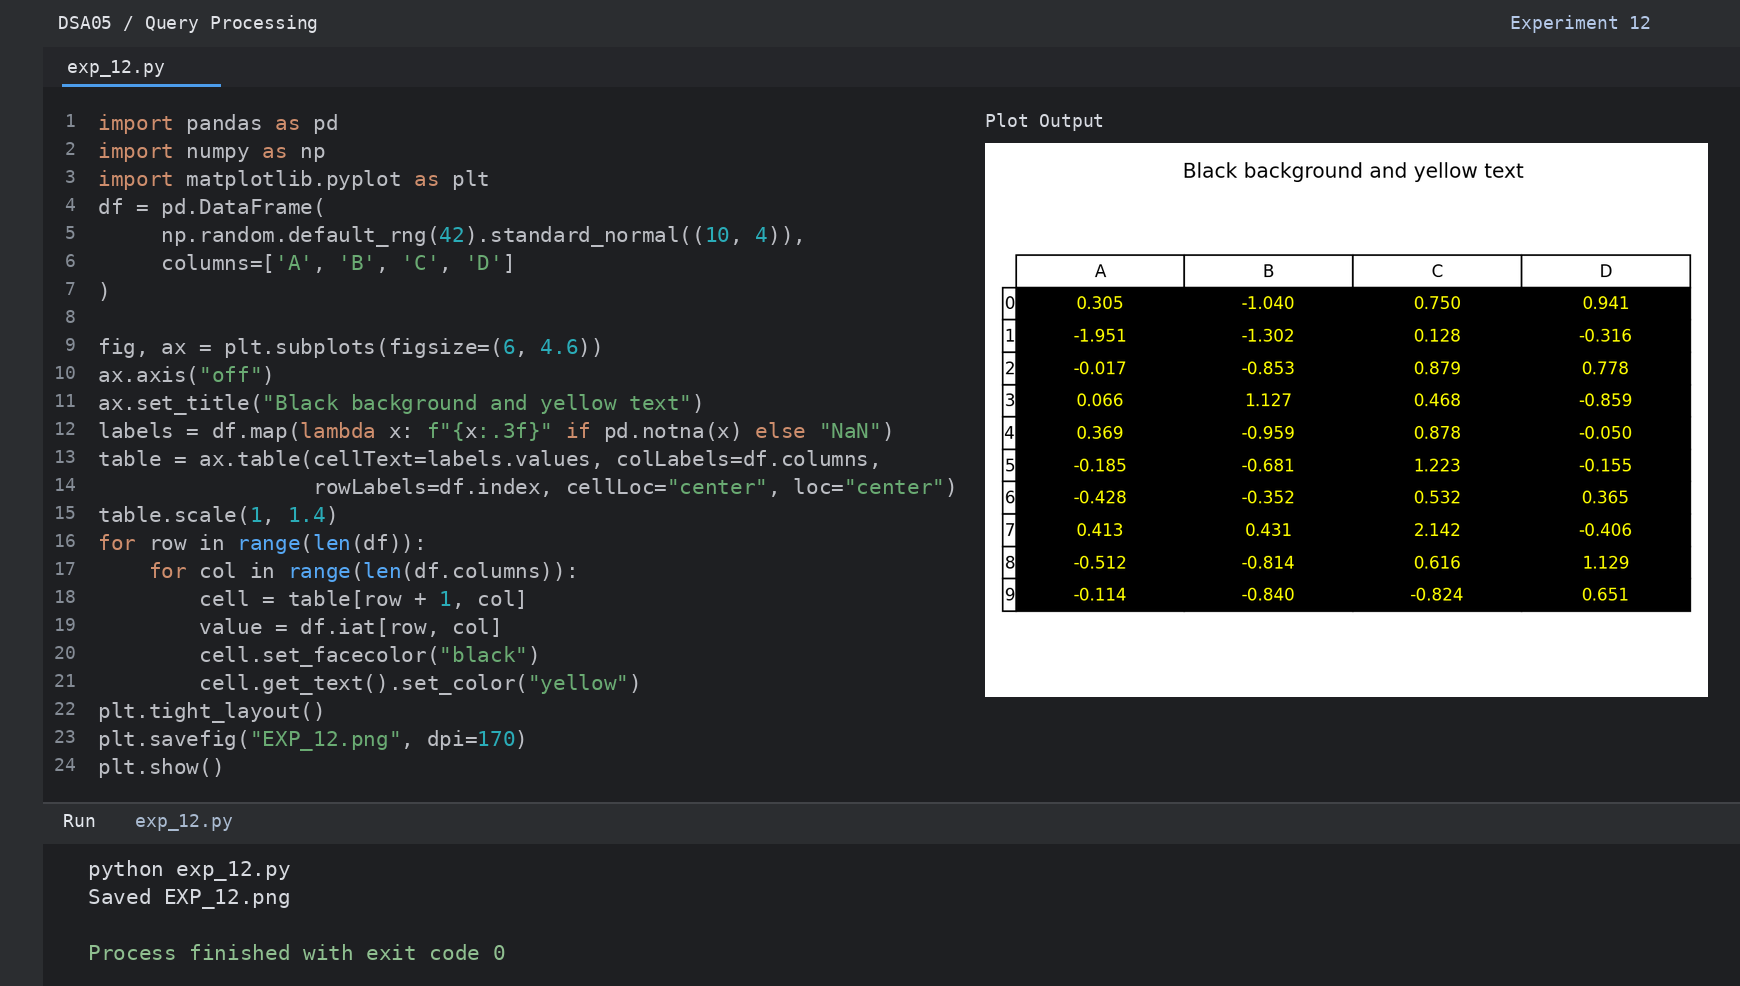 DSA05 / Query Processing
Experiment 12
exp_12.py
1 import pandas as pd
2 import numpy as np
3 import matplotlib.pyplot as plt
4 df = pd.DataFrame(
5      np.random.default_rng(42).standard_normal((10, 4)),
6      columns=['A', 'B', 'C', 'D']
7 )
8
9 fig, ax = plt.subplots(figsize=(6, 4.6))
10 ax.axis("off")
11 ax.set_title("Black background and yellow text")
12 labels = df.map(lambda x: f"{x:.3f}" if pd.notna(x) else "NaN")
13 table = ax.table(cellText=labels.values, colLabels=df.columns,
14                  rowLabels=df.index, cellLoc="center", loc="center")
15 table.scale(1, 1.4)
16 for row in range(len(df)):
17     for col in range(len(df.columns)):
18         cell = table[row + 1, col]
19         value = df.iat[row, col]
20         cell.set_facecolor("black")
21         cell.get_text().set_color("yellow")
22 plt.tight_layout()
23 plt.savefig("EXP_12.png", dpi=170)
24 plt.show()
Plot Output
Black background and yellow text
A B C D
0 0.305 -1.040 0.750 0.941
1 -1.951 -1.302 0.128 -0.316
2 -0.017 -0.853 0.879 0.778
3 0.066 1.127 0.468 -0.859
4 0.369 -0.959 0.878 -0.050
5 -0.185 -0.681 1.223 -0.155
6 -0.428 -0.352 0.532 0.365
7 0.413 0.431 2.142 -0.406
8 -0.512 -0.814 0.616 1.129
9 -0.114 -0.840 -0.824 0.651
Run exp_12.py
python exp_12.py
Saved EXP_12.png
Process finished with exit code 0